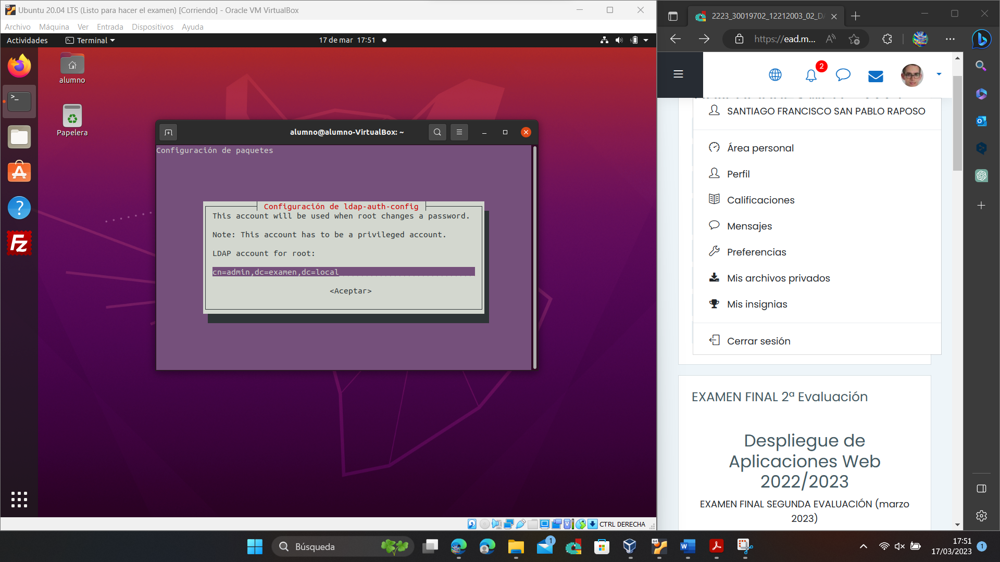 Ubuntu 20.04 LTS (Listo para hacer el examen) [Corriendo] - Oracle VM VirtualBox
Archivo Máquina Ver Entrada Dispositivos Ayuda
Actividades Terminal 17 de mar 17:51
alumno
Papelera
alumno@alumno-VirtualBox: ~
Configuración de paquetes
Configuración de ldap-auth-config
This account will be used when root changes a password.
Note: This account has to be a privileged account.
LDAP account for root:
cn=admin,dc=examen,dc=local
<Aceptar>
CTRL DERECHA
2223_30019702_12212003_02_DA
https://ead.m...
2
SANTIAGO FRANCISCO SAN PABLO RAPOSO
Área personal
Perfil
Calificaciones
Mensajes
Preferencias
Mis archivos privados
Mis insignias
Cerrar sesión
EXAMEN FINAL 2ª Evaluación
Despliegue de
Aplicaciones Web
2022/2023
EXAMEN FINAL SEGUNDA EVALUACIÓN (marzo
2023)
Búsqueda
1
17:51
17/03/2023
1